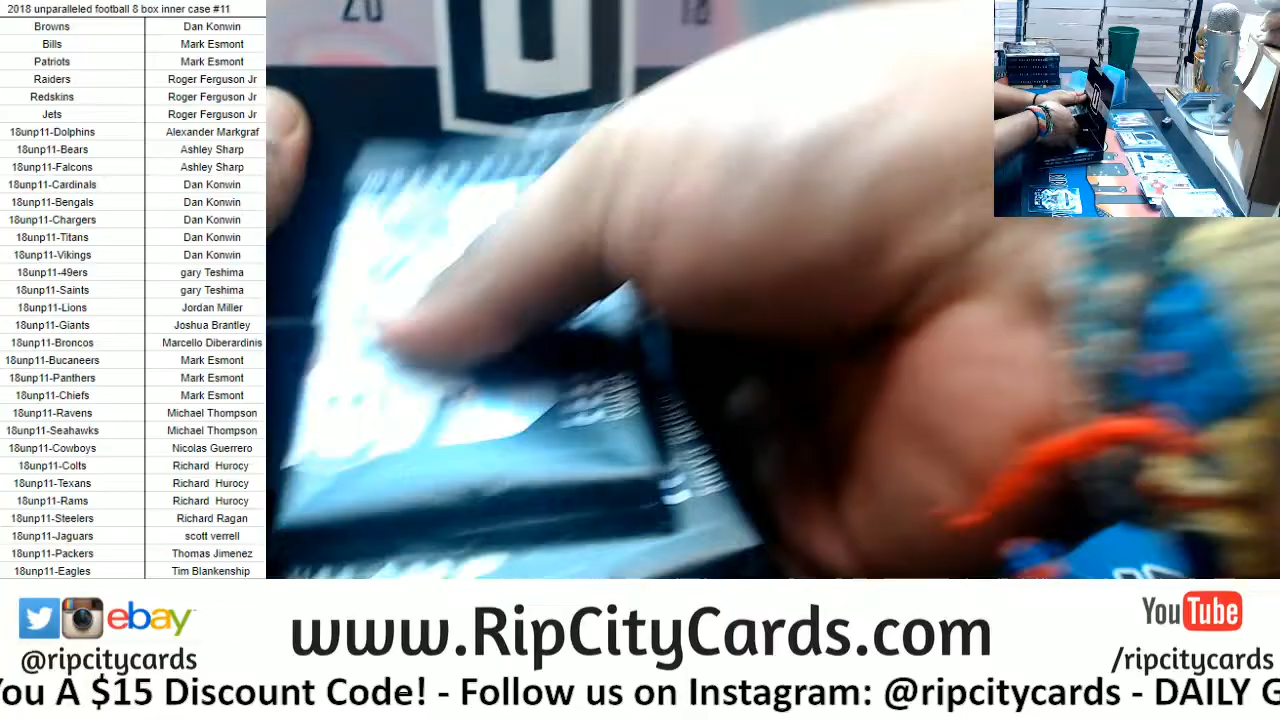 2018 unparalleled football 8 box inner case #11
Browns Dan Konwin
Bills Mark Esmont
Patriots Mark Esmont
Raiders Roger Ferguson Jr
Redskins Roger Ferguson Jr
Jets Roger Ferguson Jr
18unp11-Dolphins Alexander Markgraf
18unp11-Bears Ashley Sharp
18unp11-Falcons Ashley Sharp
18unp11-Cardinals Dan Konwin
18unp11-Bengals Dan Konwin
18unp11-Chargers Dan Konwin
18unp11-Titans Dan Konwin
18unp11-Vikings Dan Konwin
18unp11-49ers gary Teshima
18unp11-Saints gary Teshima
18unp11-Lions Jordan Miller
18unp11-Giants Joshua Brantley
18unp11-Broncos Marcello Diberardinis
18unp11-Bucaneers Mark Esmont
18unp11-Panthers Mark Esmont
18unp11-Chiefs Mark Esmont
18unp11-Ravens Michael Thompson
18unp11-Seahawks Michael Thompson
18unp11-Cowboys Nicolas Guerrero
18unp11-Colts Richard Hurocy
18unp11-Texans Richard Hurocy
18unp11-Rams Richard Hurocy
18unp11-Steelers Richard Ragan
18unp11-Jaguars scott verrell
18unp11-Packers Thomas Jimenez
18unp11-Eagles Tim Blankenship
20
ebay
@ripcitycards
www.RipCityCards.com
YouTube
/ripcitycards
You A $15 Discount Code! - Follow us on Instagram: @ripcitycards - DAILY G